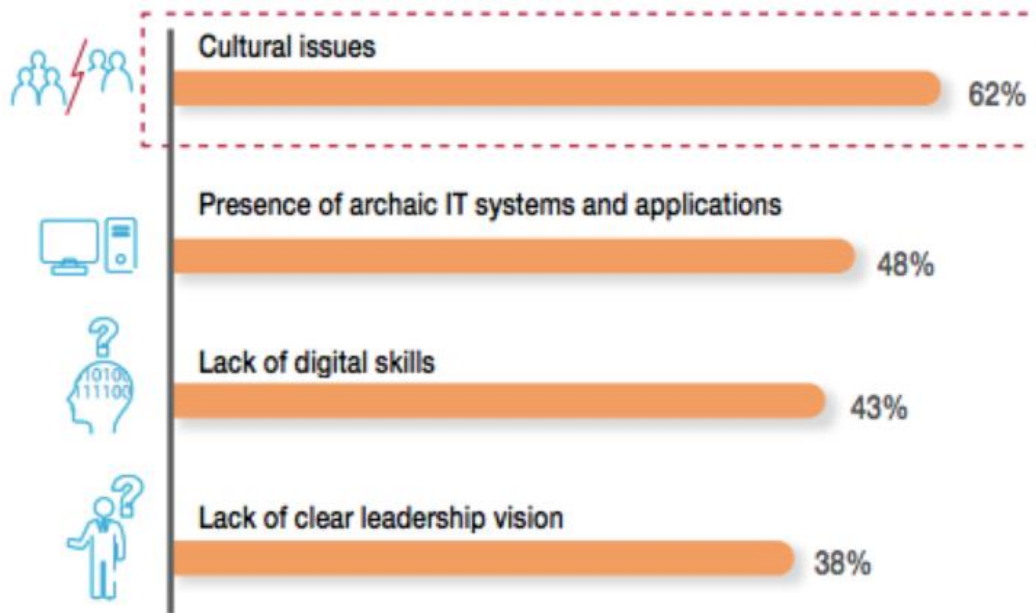 Cultural issues
62%
Presence of archaic IT systems and applications
48%
Lack of digital skills
43%
Lack of clear leadership vision
38%